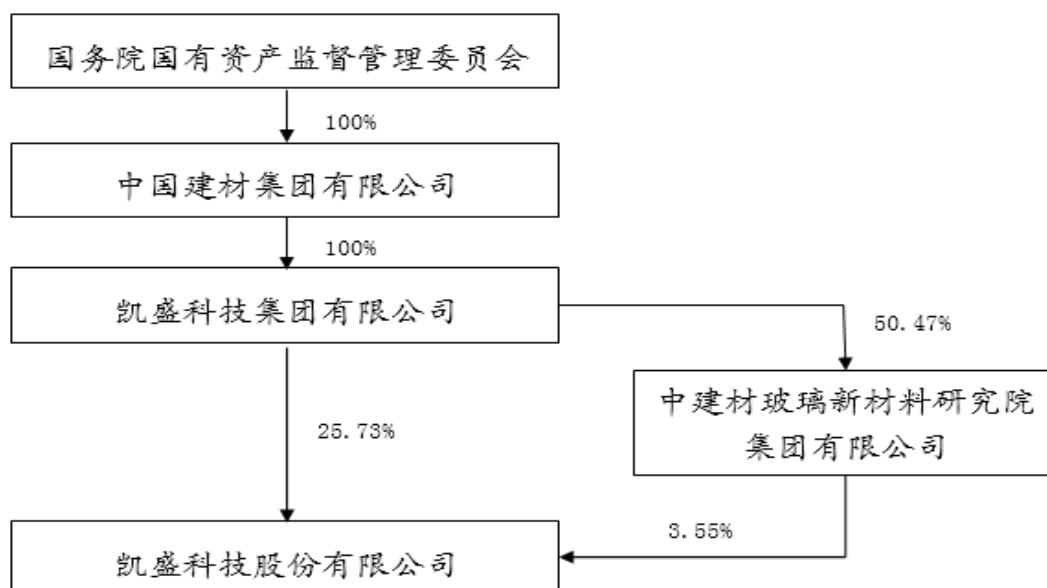 国务院国有资产监督管理委员会
100%
中国建材集团有限公司
100%
凯盛科技集团有限公司
50.47%
中建材玻璃新材料研究院
集团有限公司
25.73%
3.55%
凯盛科技股份有限公司